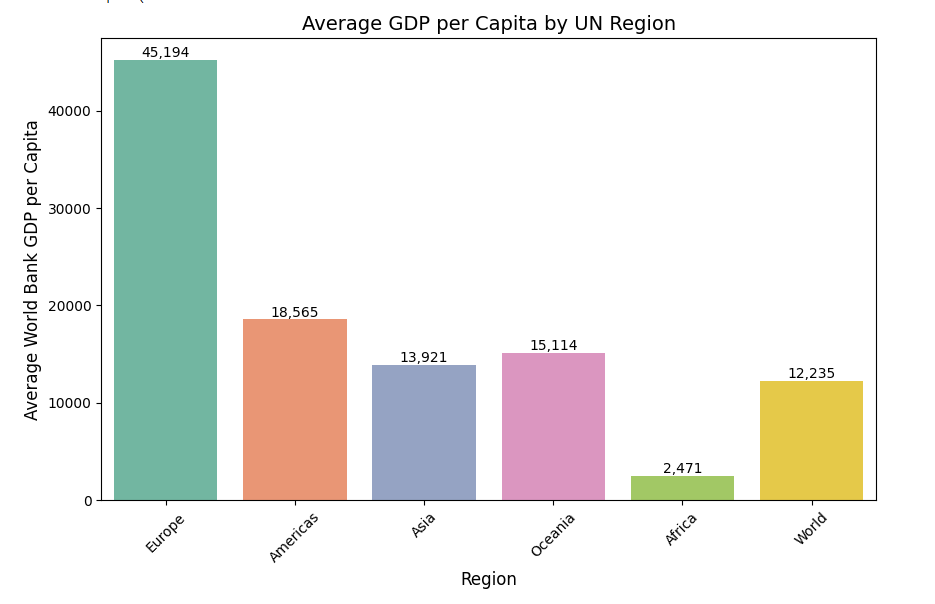 Average GDP per Capita by UN Region
Average World Bank GDP per Capita
40000
30000
20000
10000
0
45,194
18,565
13,921
15,114
2,471
12,235
Europe
Americas
Asia
Oceania
Africa
World
Region